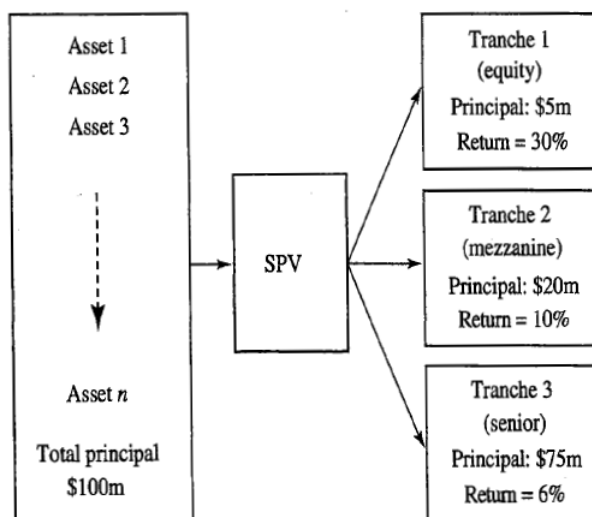 Asset 1
Asset 2
Asset 3
Asset n
Total principal
$100m
SPV
Tranche 1
(equity)
Principal: $5m
Return = 30%
Tranche 2
(mezzanine)
Principal: $20m
Return = 10%
Tranche 3
(senior)
Principal: $75m
Return = 6%